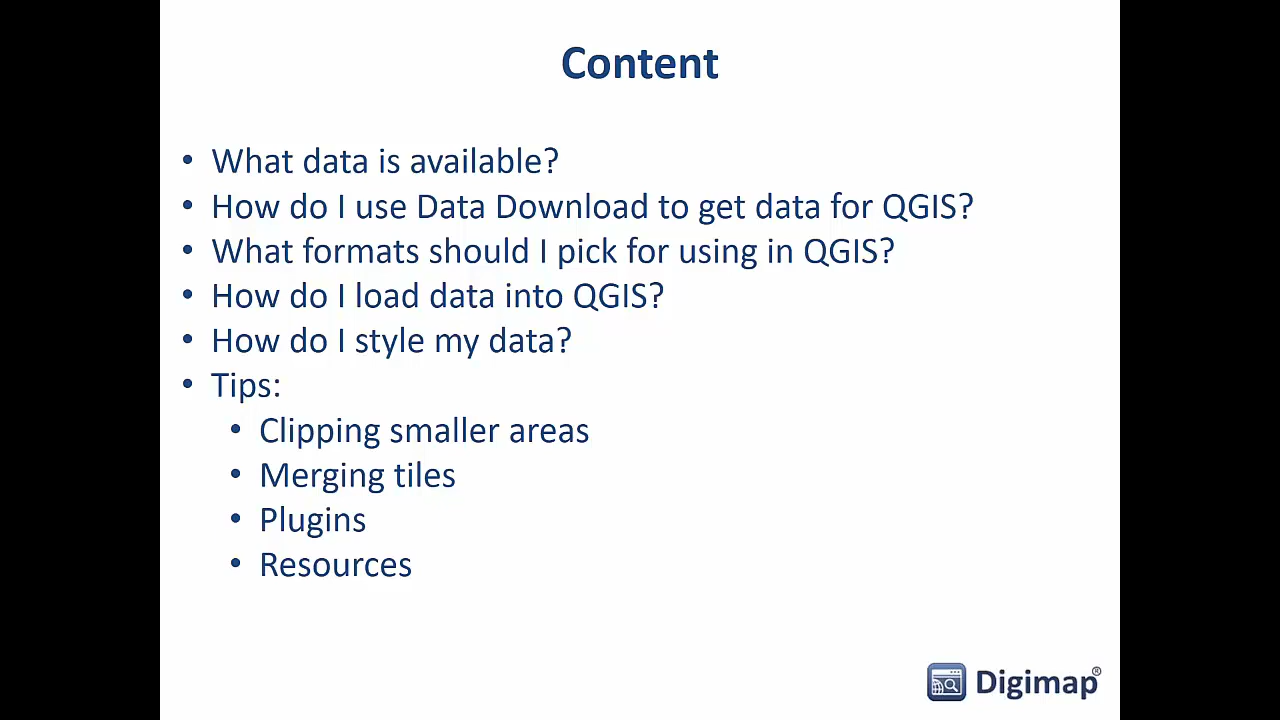 Content
• What data is available?
• How do I use Data Download to get data for QGIS?
• What formats should I pick for using in QGIS?
• How do I load data into QGIS?
• How do I style my data?
• Tips:
• Clipping smaller areas
• Merging tiles
• Plugins
• Resources
Digimap®